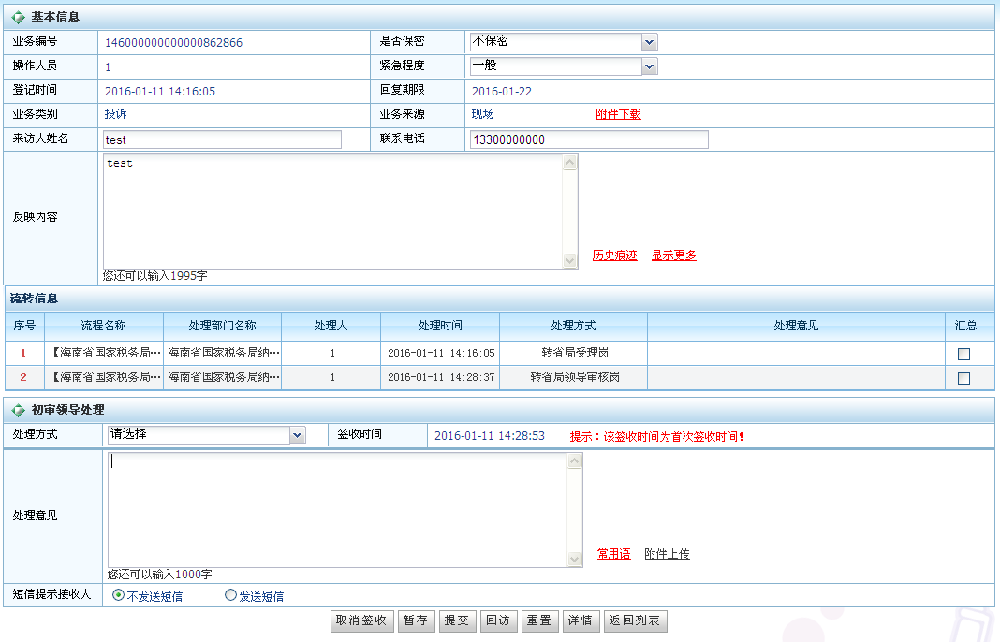 基本信息
业务编号 146000000000000862866 是否保密 不保密
操作人员 1 紧急程度 一般
登记时间 2016-01-11 14:16:05 回复期限 2016-01-22
业务类别 投诉 业务来源 现场 附件下载
来访人姓名 test 联系电话 13300000000
test
反映内容
历史痕迹 显示更多
您还可以输入1995字
流转信息
序号 流程名称 处理部门名称 处理人 处理时间 处理方式 处理意见 汇总
1 【海南省国家税务局… 海南省国家税务局纳… 1 2016-01-11 14:16:05 转省局受理岗
2 【海南省国家税务局… 海南省国家税务局纳… 1 2016-01-11 14:28:37 转省局领导审核岗
初审领导处理
处理方式 请选择 签收时间 2016-01-11 14:28:53 提示：该签收时间为首次签收时间！
处理意见
常用语 附件上传
您还可以输入1000字
短信提示接收人 不发送短信 发送短信
取消签收 暂存 提交 回访 重置 详情 返回列表